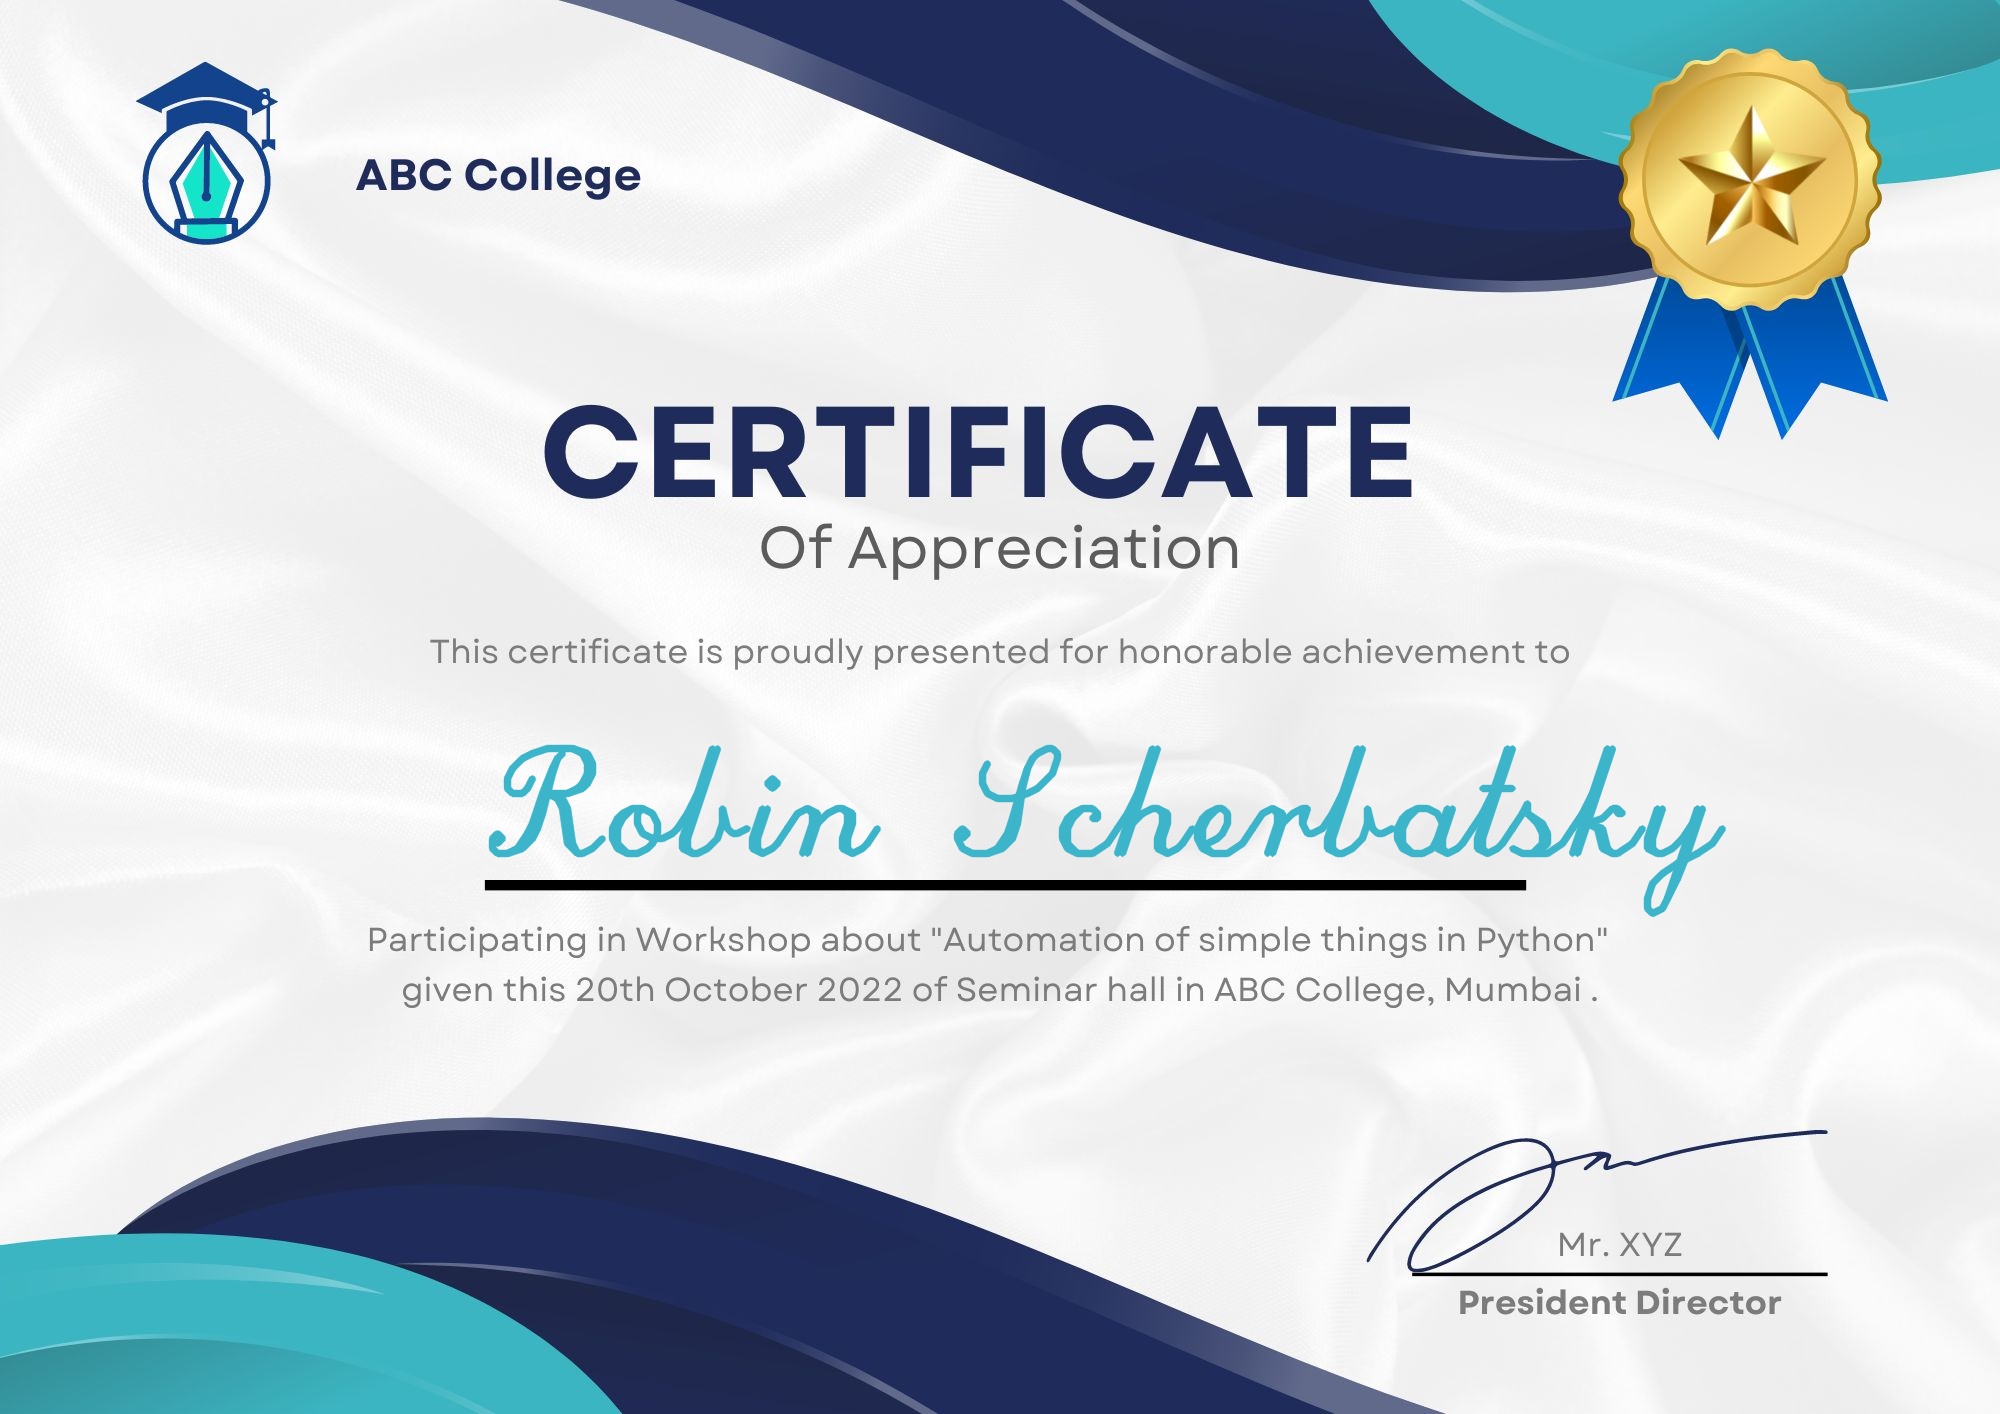 ABC College
CERTIFICATE
Of Appreciation
This certificate is proudly presented for honorable achievement to
Robin Scherbatsky
Participating in Workshop about "Automation of simple things in Python"
given this 20th October 2022 of Seminar hall in ABC College, Mumbai .
Mr. XYZ
President Director